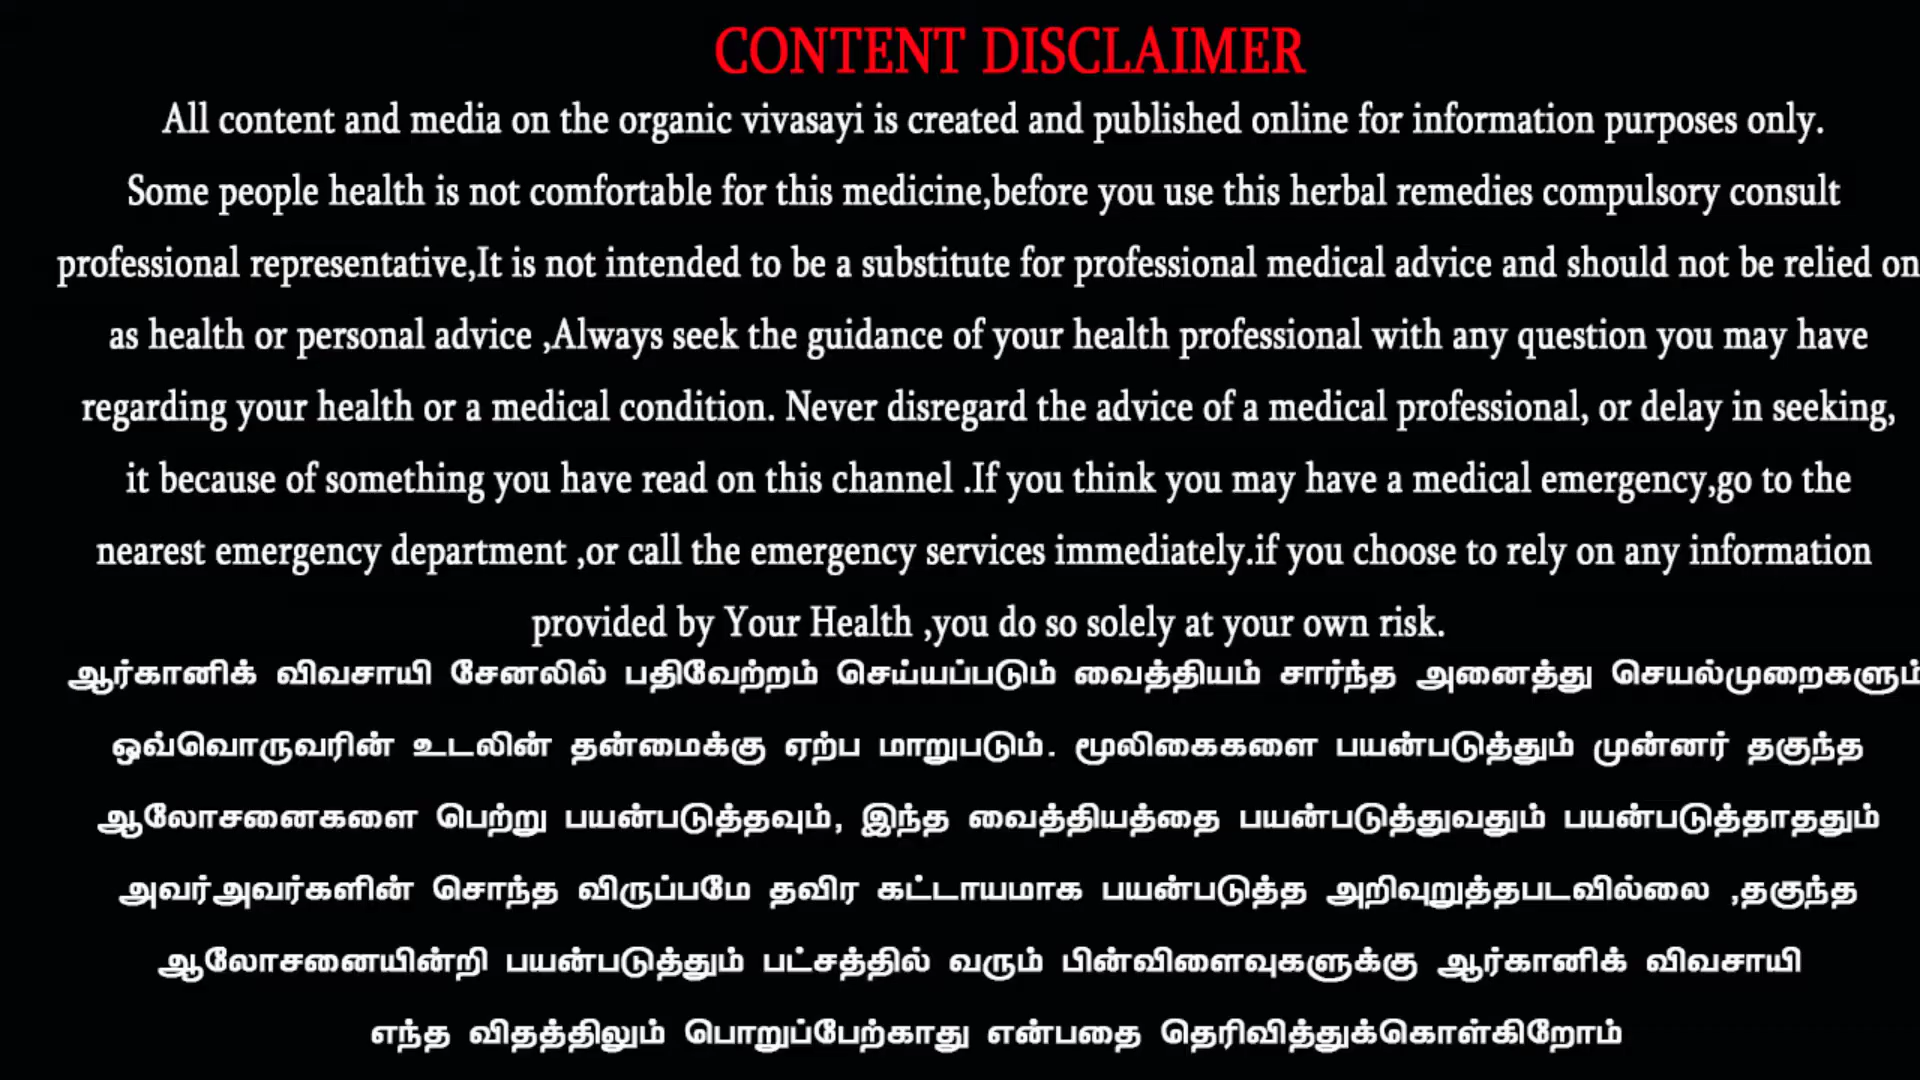 CONTENT DISCLAIMER
All content and media on the organic vivasayi is created and published online for information purposes only.
Some people health is not comfortable for this medicine,before you use this herbal remedies compulsory consult
professional representative,It is not intended to be a substitute for professional medical advice and should not be relied on
as health or personal advice ,Always seek the guidance of your health professional with any question you may have
regarding your health or a medical condition. Never disregard the advice of a medical professional, or delay in seeking,
it because of something you have read on this channel .If you think you may have a medical emergency,go to the
nearest emergency department ,or call the emergency services immediately.if you choose to rely on any information
provided by Your Health ,you do so solely at your own risk.
ஆர்கானிக் விவசாயி சேனலில் பதிவேற்றம் செய்யப்படும் வைத்தியம் சார்ந்த அனைத்து செயல்முறைகளும்
ஒவ்வொருவரின் உடலின் தன்மைக்கு ஏற்ப மாறுபடும். மூலிகைகளை பயன்படுத்தும் முன்னர் தகுந்த
ஆலோசனைகளை பெற்று பயன்படுத்தவும், இந்த வைத்தியத்தை பயன்படுத்துவதும் பயன்படுத்தாததும்
அவர்அவர்களின் சொந்த விருப்பமே தவிர கட்டாயமாக பயன்படுத்த அறிவுறுத்தபடவில்லை ,தகுந்த
ஆலோசனையின்றி பயன்படுத்தும் பட்சத்தில் வரும் பின்விளைவுகளுக்கு ஆர்கானிக் விவசாயி
எந்த விதத்திலும் பொறுப்பேற்காது என்பதை தெரிவித்துக்கொள்கிறோம்